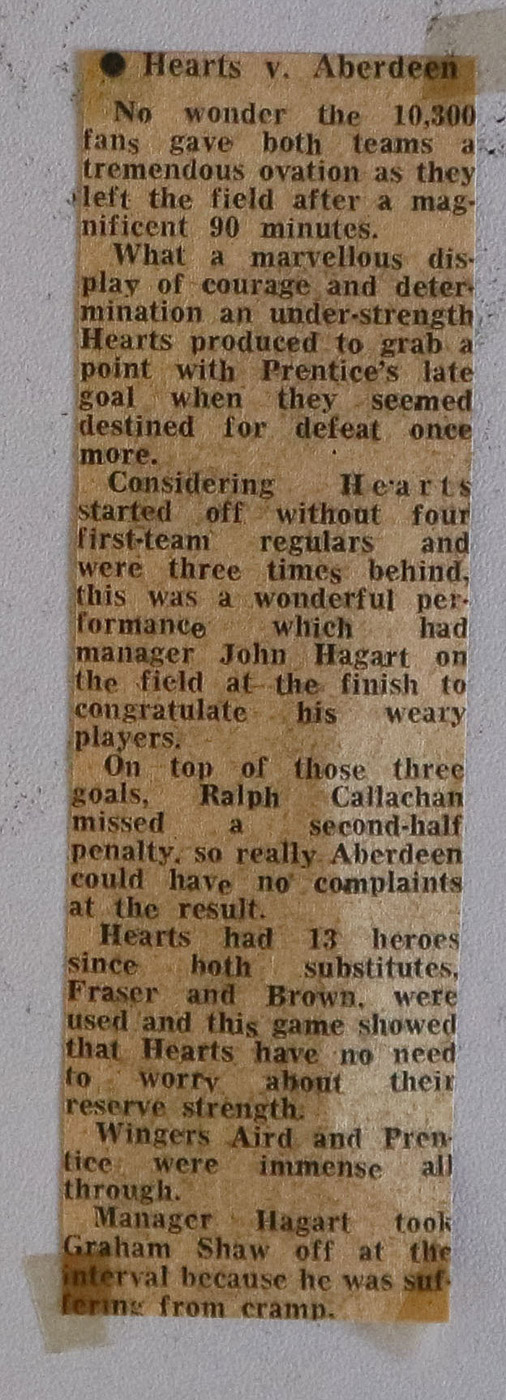 ● Hearts v. Aberdeen
No wonder the 10,300
fans gave both teams a
tremendous ovation as they
left the field after a mag-
nificent 90 minutes.
What a marvellous dis-
play of courage and deter-
mination an under-strength
Hearts produced to grab a
point with Prentice's late
goal when they seemed
destined for defeat once
more.
Considering Hearts
started off without four
first-team regulars and
were three times behind,
this was a wonderful per-
formance which had
manager John Hagart on
the field at the finish to
congratulate his weary
players.
On top of those three
goals, Ralph Callachan
missed a second-half
penalty, so really Aberdeen
could have no complaints
at the result.
Hearts had 13 heroes
since both substitutes,
Fraser and Brown, were
used and this game showed
that Hearts have no need
to worry about their
reserve strength.
Wingers Aird and Pren-
tice were immense all
through.
Manager Hagart took
Graham Shaw off at the
interval because he was suf-
fering from cramp.